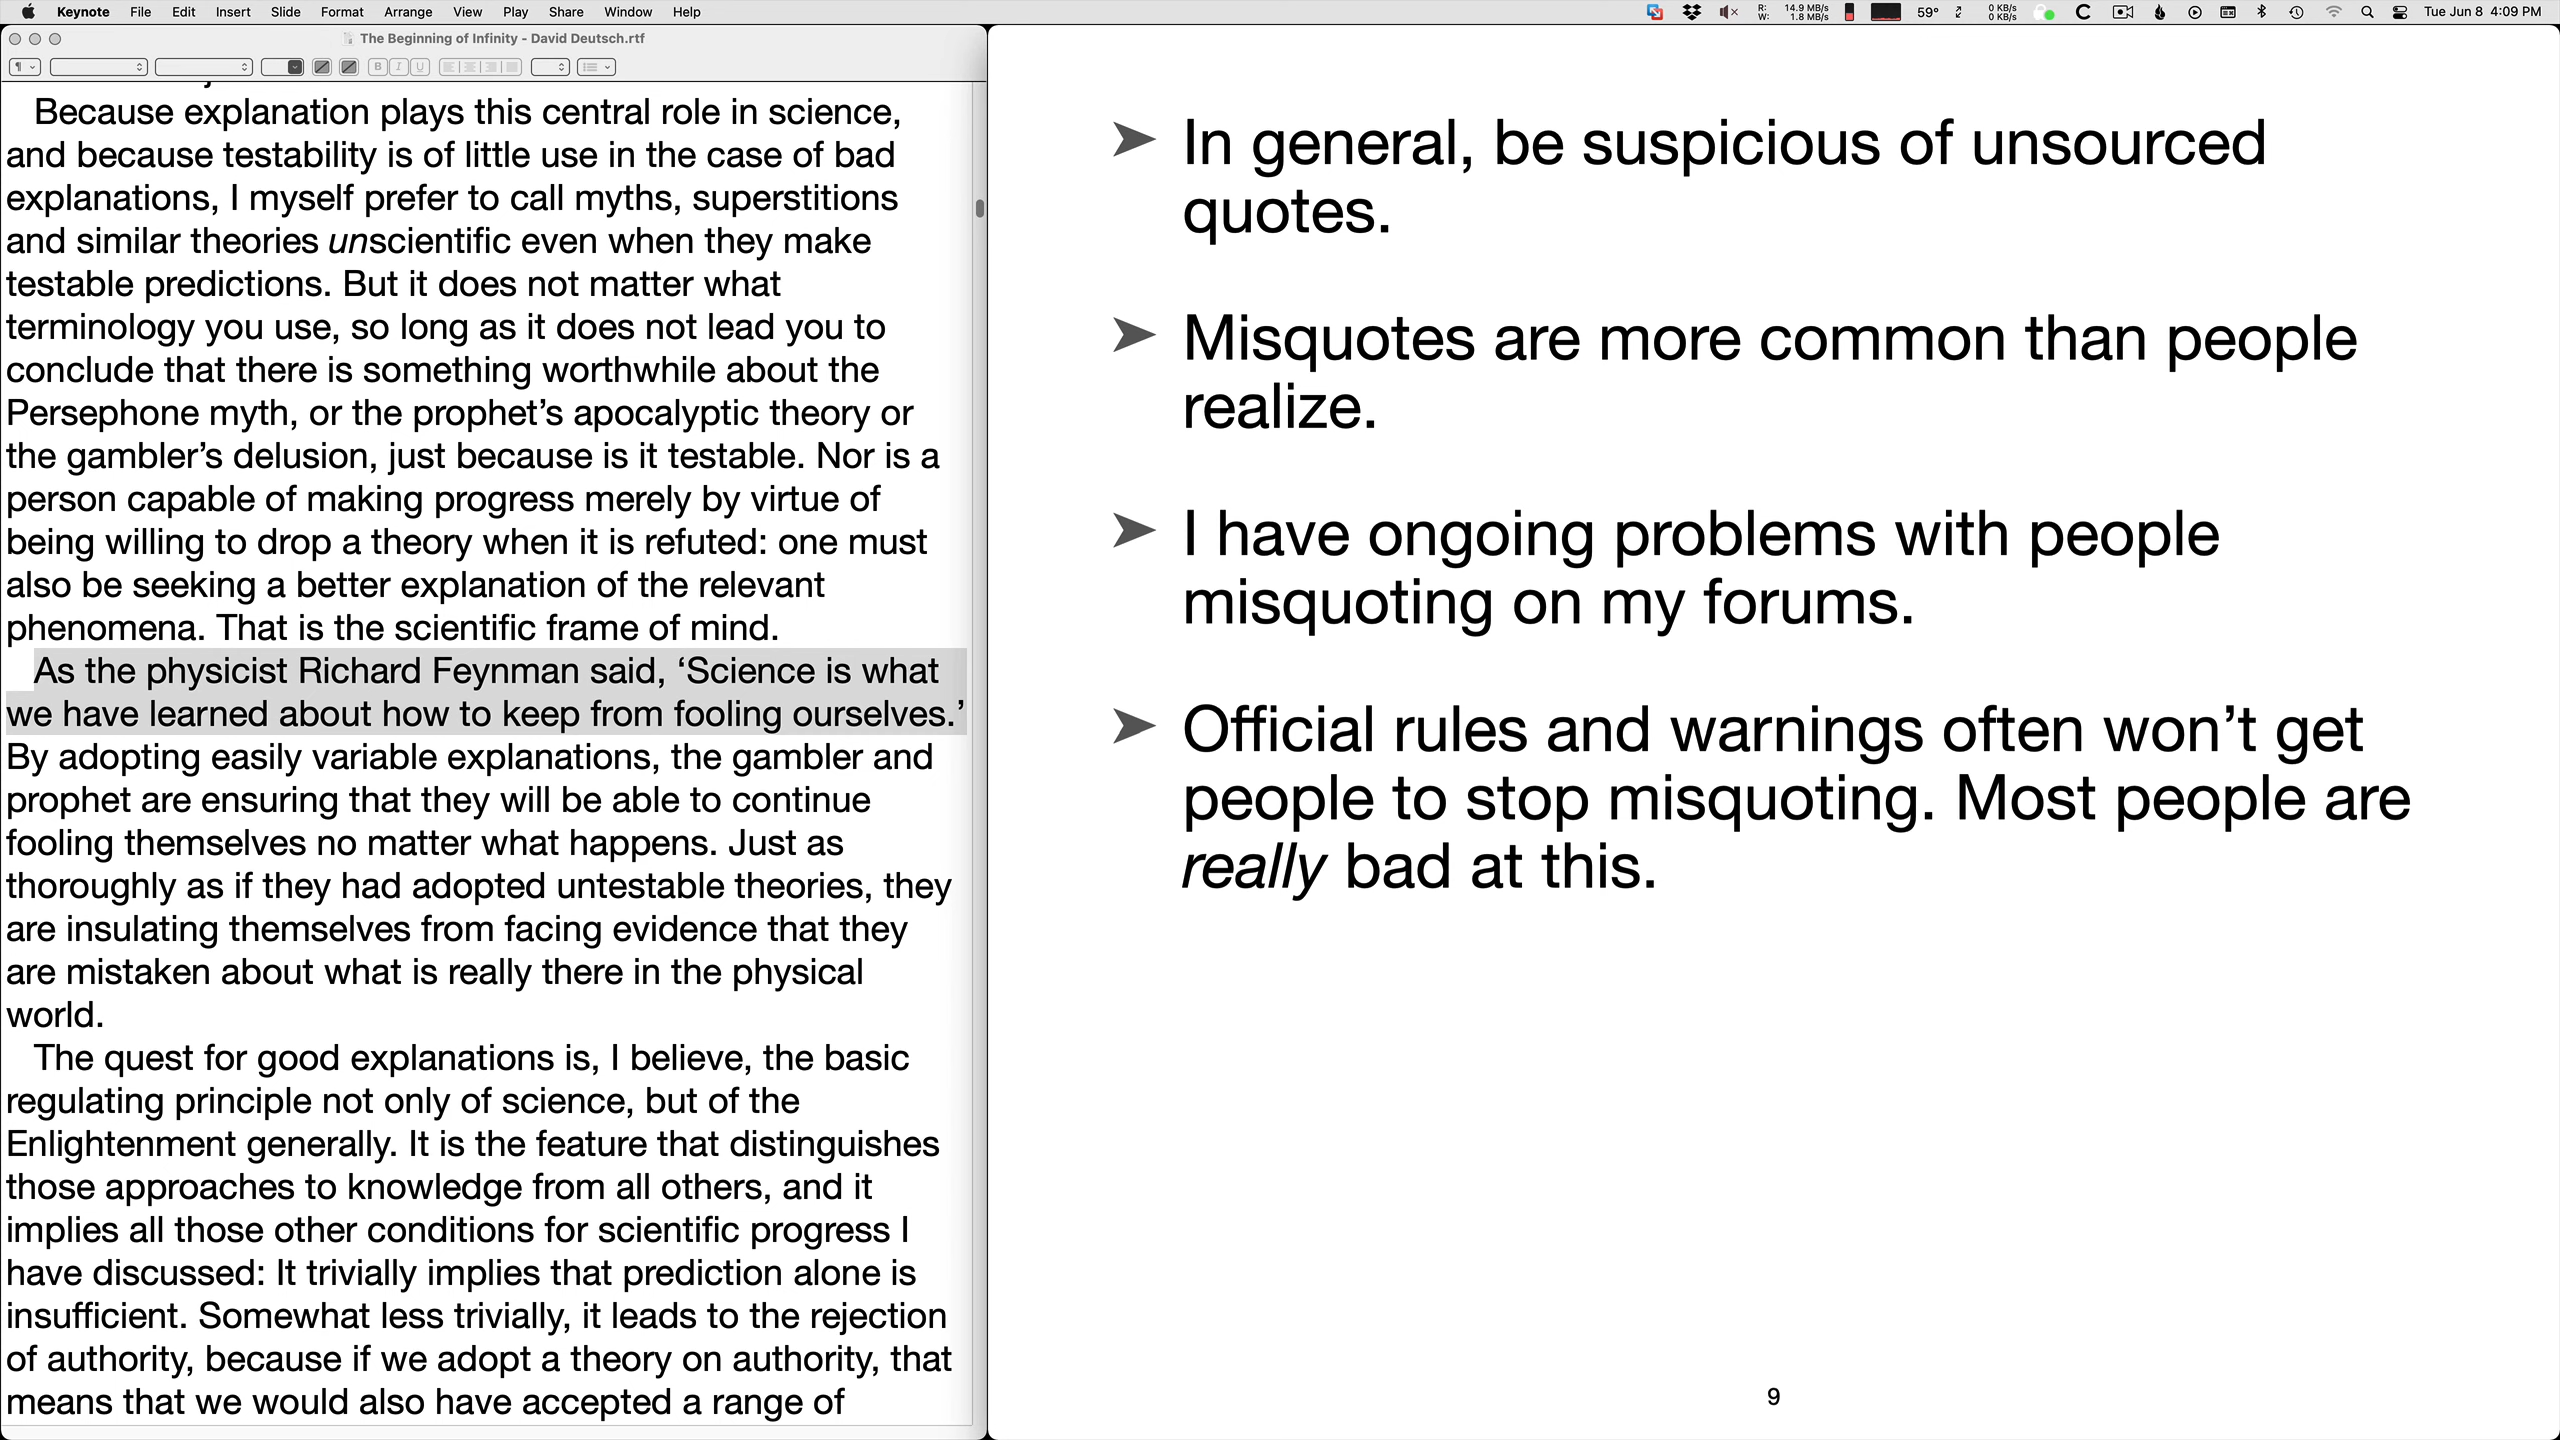 Keynote File Edit Insert Slide Format Arrange View Play Share Window Help
R: 14.9 MB/s
W: 1.8 MB/s
59°
0 KB/s
0 KB/s
Tue Jun 8 4:09 PM
The Beginning of Infinity - David Deutsch.rtf
¶
B I U
Because explanation plays this central role in science,
and because testability is of little use in the case of bad
explanations, I myself prefer to call myths, superstitions
and similar theories unscientific even when they make
testable predictions. But it does not matter what
terminology you use, so long as it does not lead you to
conclude that there is something worthwhile about the
Persephone myth, or the prophet’s apocalyptic theory or
the gambler’s delusion, just because is it testable. Nor is a
person capable of making progress merely by virtue of
being willing to drop a theory when it is refuted: one must
also be seeking a better explanation of the relevant
phenomena. That is the scientific frame of mind.
As the physicist Richard Feynman said, ‘Science is what
we have learned about how to keep from fooling ourselves.’
By adopting easily variable explanations, the gambler and
prophet are ensuring that they will be able to continue
fooling themselves no matter what happens. Just as
thoroughly as if they had adopted untestable theories, they
are insulating themselves from facing evidence that they
are mistaken about what is really there in the physical
world.
The quest for good explanations is, I believe, the basic
regulating principle not only of science, but of the
Enlightenment generally. It is the feature that distinguishes
those approaches to knowledge from all others, and it
implies all those other conditions for scientific progress I
have discussed: It trivially implies that prediction alone is
insufficient. Somewhat less trivially, it leads to the rejection
of authority, because if we adopt a theory on authority, that
means that we would also have accepted a range of
➤ In general, be suspicious of unsourced
quotes.
➤ Misquotes are more common than people
realize.
➤ I have ongoing problems with people
misquoting on my forums.
➤ Official rules and warnings often won’t get
people to stop misquoting. Most people are
really bad at this.
9